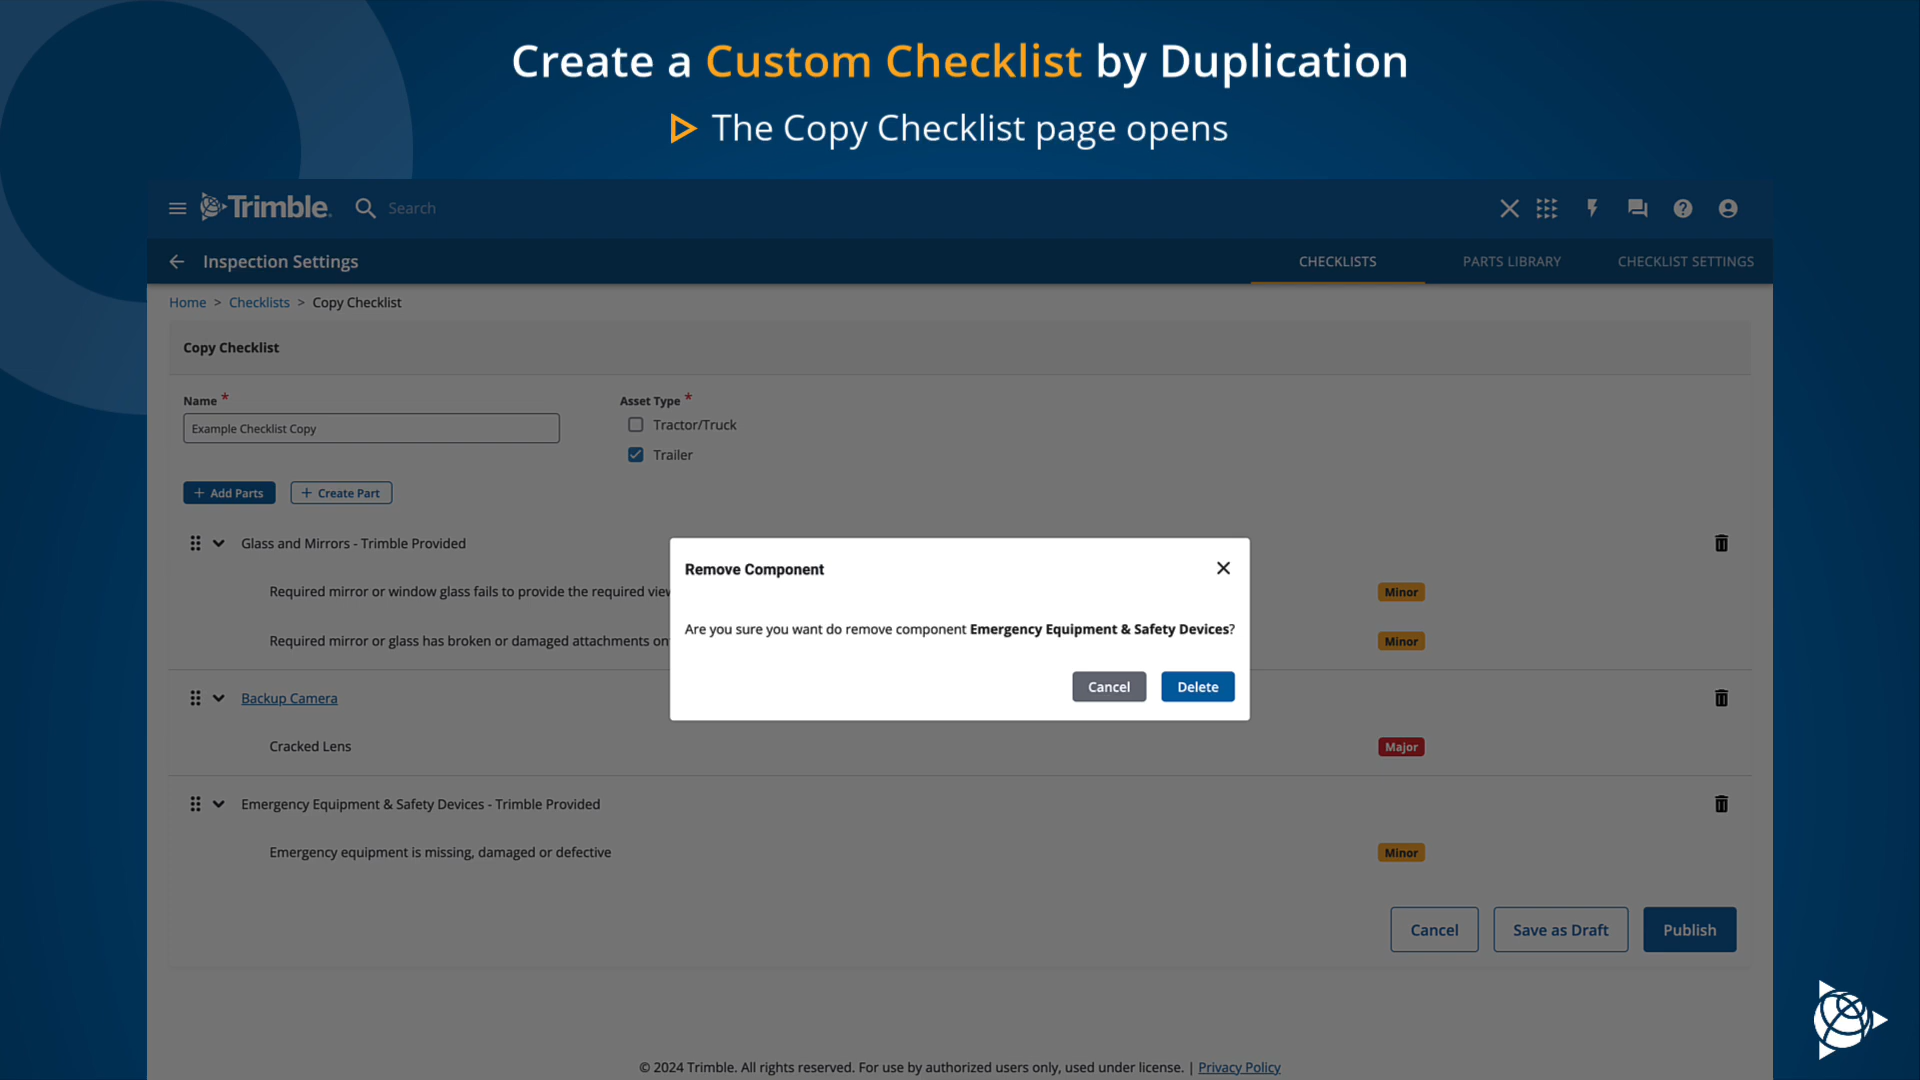 Create a Custom Checklist by Duplication
The Copy Checklist page opens
Trimble
Search
Inspection Settings
CHECKLISTS
PARTS LIBRARY
CHECKLIST SETTINGS
Home > Checklists > Copy Checklist
Copy Checklist
Name *
Asset Type *
Example Checklist Copy
Tractor/Truck
Trailer
+ Add Parts
+ Create Part
Glass and Mirrors - Trimble Provided
Required mirror or window glass fails to provide the required
Minor
Required mirror or glass has broken or damaged attachments
Minor
Remove Component
Are you sure you want do remove component Emergency Equipment & Safety Devices?
Cancel
Delete
Backup Camera
Cracked Lens
Major
Emergency Equipment & Safety Devices - Trimble Provided
Emergency equipment is missing, damaged or defective
Minor
Cancel
Save as Draft
Publish
© 2024 Trimble. All rights reserved. For use by authorized users only, used under license. | Privacy Policy